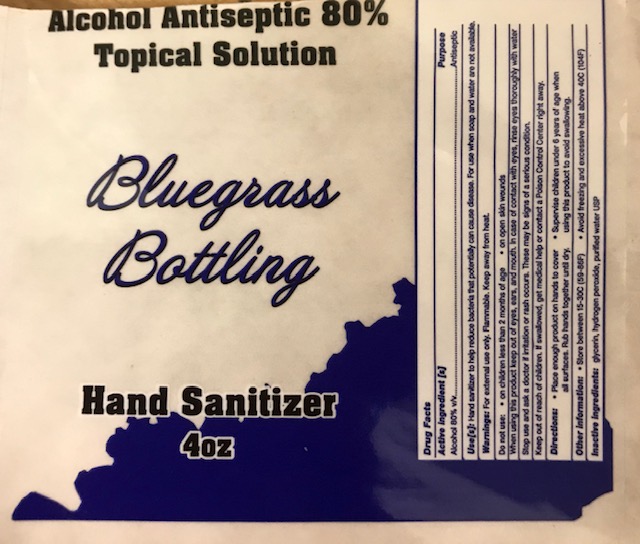 Alcohol Antiseptic 80%
Topical Solution
Bluegrass
Bottling
Hand Sanitizer
4oz
Drug Facts
Active Ingredient [s] Purpose
Alcohol 80% v/v Antiseptic
Use[s]: Hand sanitizer to help reduce bacteria that potentially can cause disease. For use when soap and water are not available.
Warnings: For external use only. Flammable. Keep away from heat.
Do not use: • on children less than 2 months of age • on open skin wounds
When using this product keep out of eyes, ears, and mouth. In case of contact with eyes, rinse eyes thoroughly with water
Stop use and ask a doctor if irritation or rash occurs. These may be signs of a serious condition.
Keep out of reach of children. If swallowed, get medical help or contact a Poison Control Center right away.
Directions: • Place enough product on hands to cover • Supervise children under 6 years of age when
all surfaces. Rub hands together until dry. using this product to avoid swallowing.
Other information: • Store between 15-30C (59-86F) • Avoid freezing and excessive heat above 40C (104F)
Inactive ingredients: glycerin, hydrogen peroxide, purified water USP